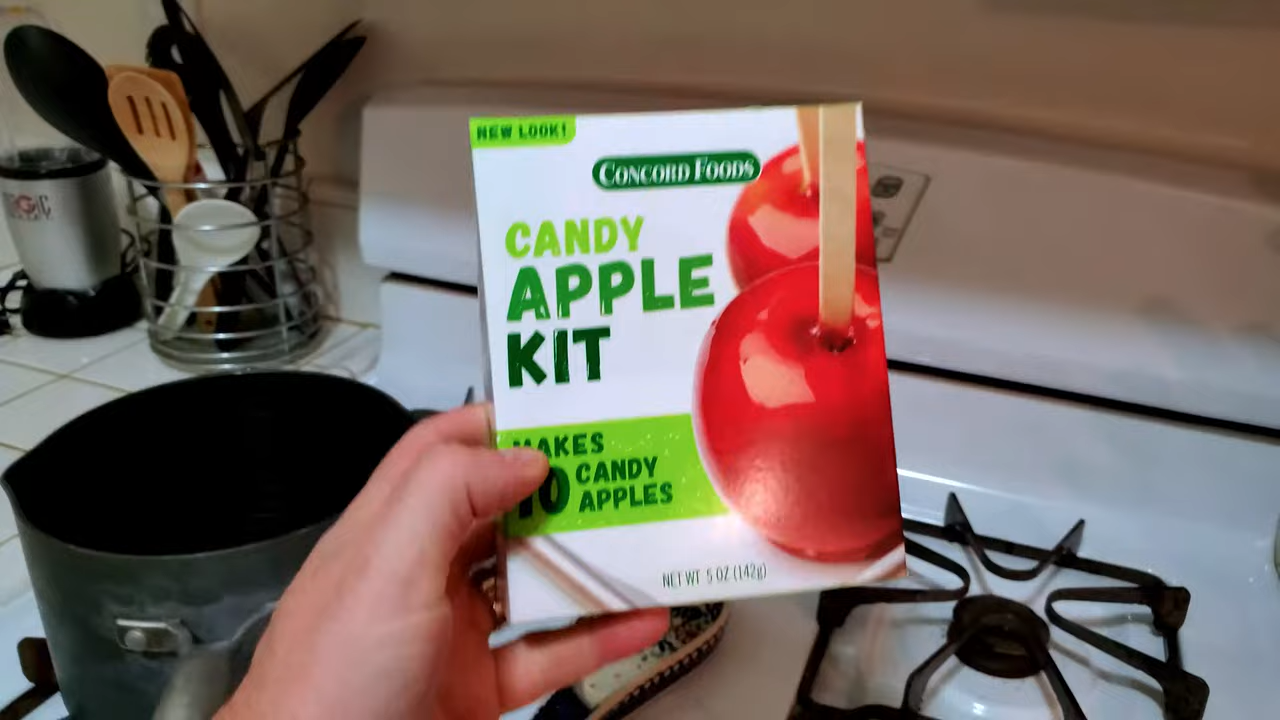 NEW LOOK!
CONCORD FOODS
CANDY
APPLE
KIT
MAKES
10 CANDY
APPLES
NET WT 5 OZ (142g)